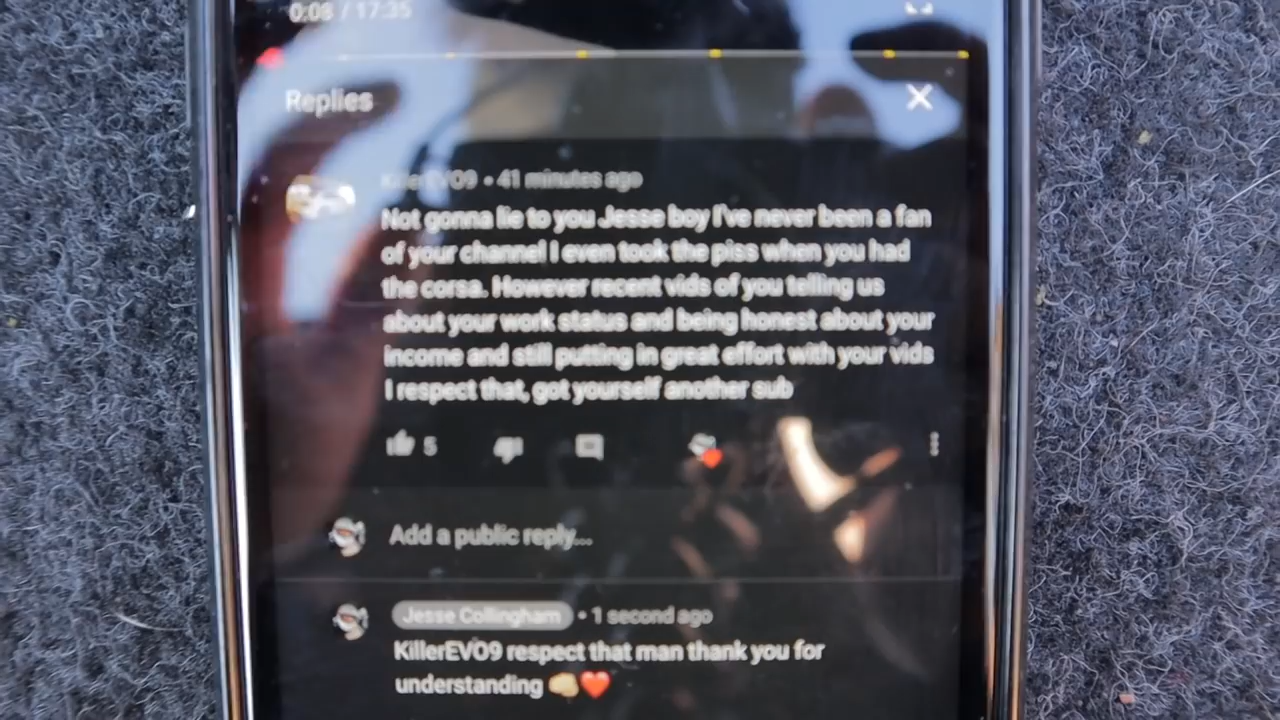 0:08 / 17:35
Replies
KillerEVO9 • 41 minutes ago
Not gonna lie to you Jesse boy I've never been a fan
of your channel I even took the piss when you had
the corsa. However recent vids of you telling us
about your work status and being honest about your
income and still putting in great effort with your vids
I respect that, got yourself another sub
5
Add a public reply...
Jesse Collingham • 1 second ago
KillerEVO9 respect that man thank you for
understanding 👊❤️